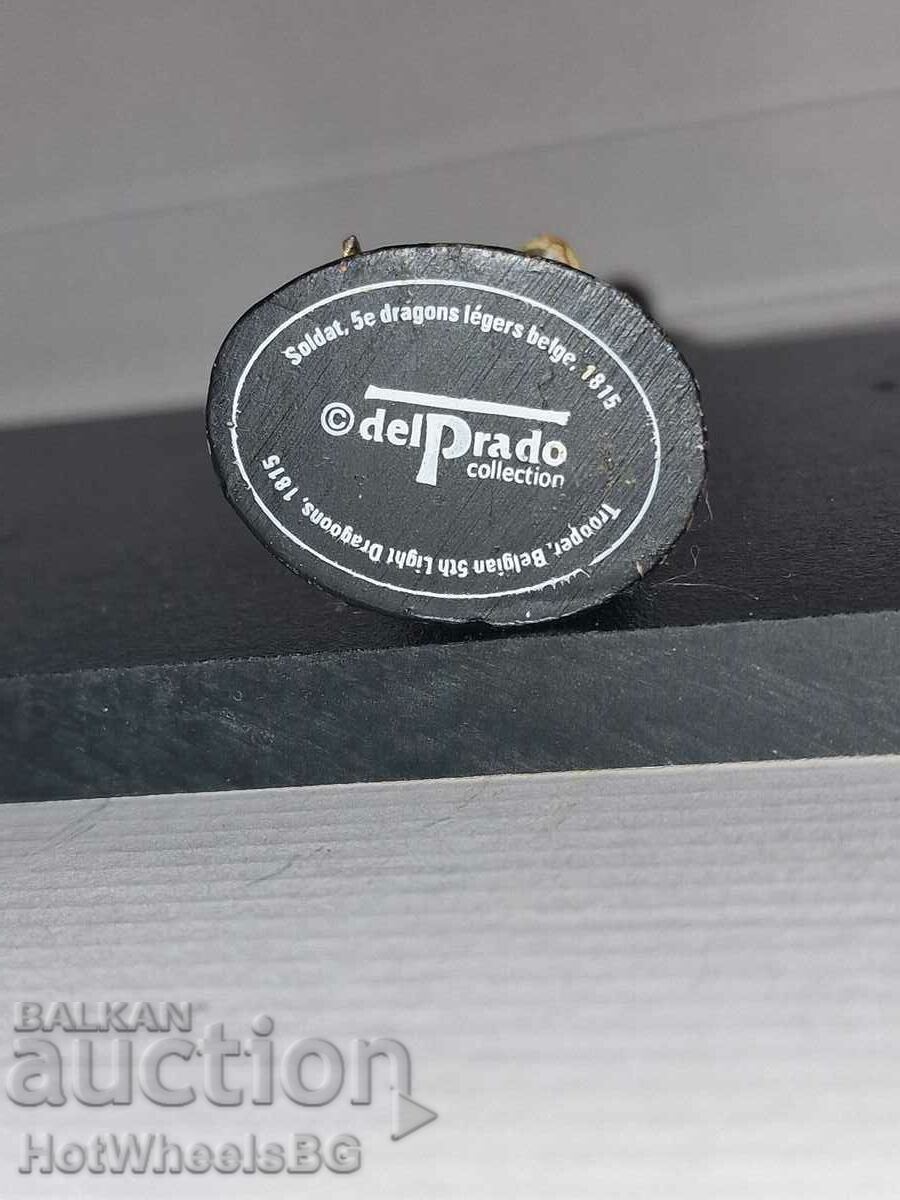 Soldat, 5e dragons légers belge, 1815
© delPrado
collection
Trooper, Belgian 5th Light Dragoons, 1815
BALKAN
auction
HotWheelsBG